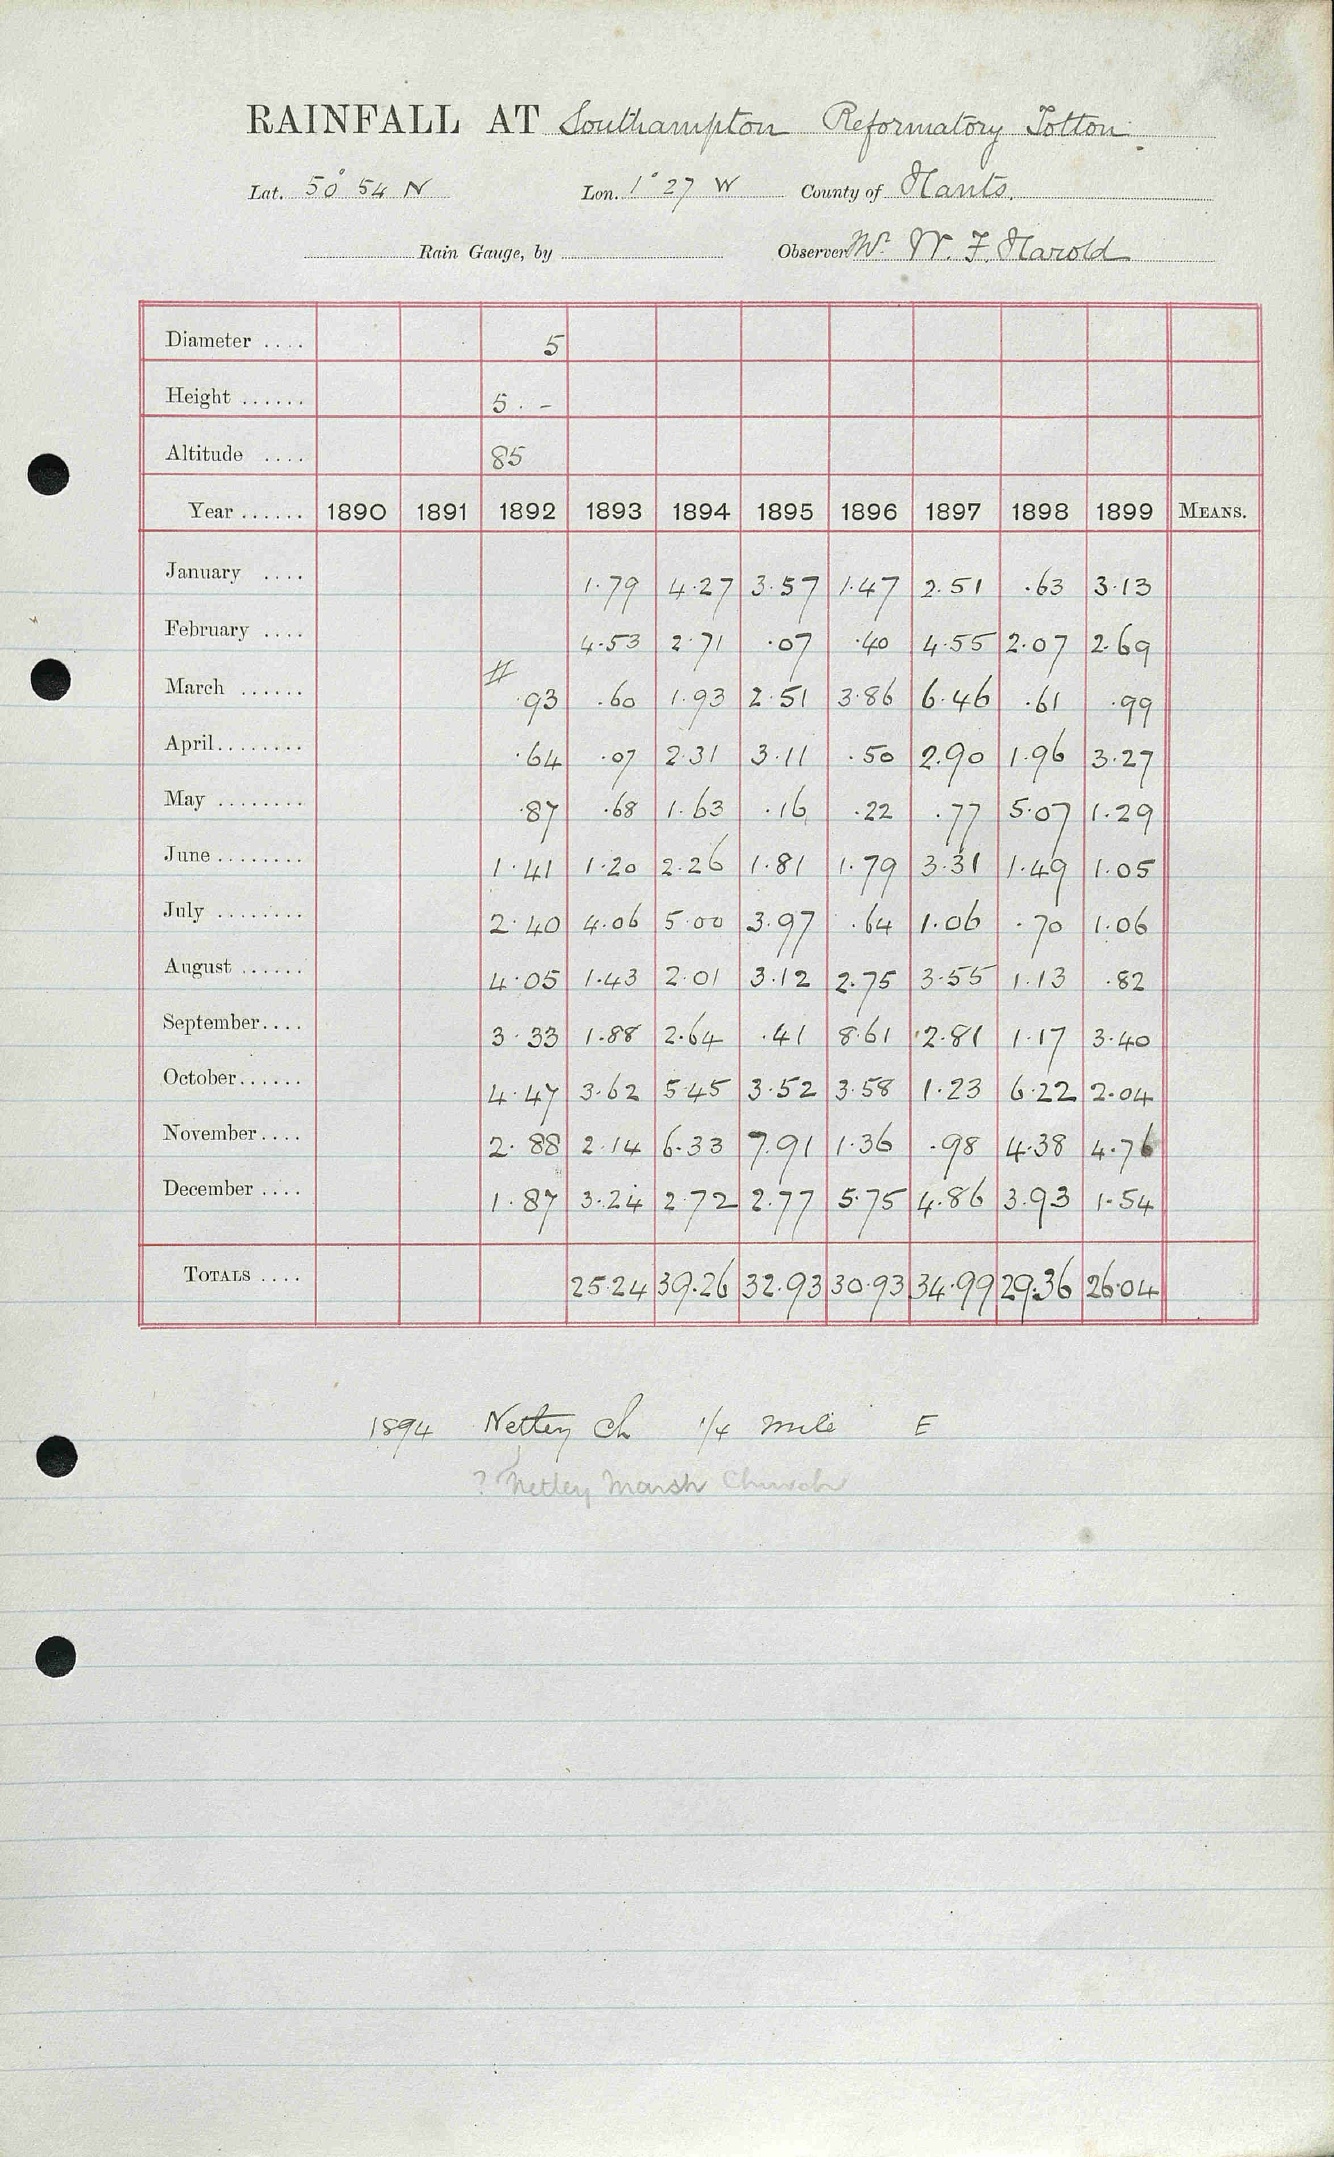 RAINFALL AT Southampton Reformatory Totton.
Lat. 50° 54 N Lon. 1° 27 W County of Hants.
Rain Gauge, by Observer Mr. W. F. Harold
Diameter .... 5
Height ...... 5 . -
Altitude .... 85
Year ...... 1890 1891 1892 1893 1894 1895 1896 1897 1898 1899 MEANS.
January .... 1.79 4.27 3.57 1.47 2.51 .63 3.13
February .... 4.53 2.71 .07 .40 4.55 2.07 2.69
March ...... # .93 .60 1.93 2.51 3.86 6.46 .61 .99
April........ .64 .07 2.31 3.11 .50 2.90 1.96 3.27
May ........ .87 .68 1.63 .16 .22 .77 5.07 1.29
June ........ 1.41 1.20 2.26 1.81 1.79 3.31 1.49 1.05
July ........ 2.40 4.06 5.00 3.97 .64 1.06 .70 1.06
August ...... 4.05 1.43 2.01 3.12 2.75 3.55 1.13 .82
September.... 3.33 1.88 2.64 .41 8.61 2.81 1.17 3.40
October...... 4.47 3.62 5.45 3.52 3.58 1.23 6.22 2.04
November.... 2.88 2.14 6.33 7.91 1.36 .98 4.38 4.76
December .... 1.87 3.24 2.72 2.77 5.75 4.86 3.93 1.54
TOTALS .... 25.24 39.26 32.93 30.93 34.99 29.36 26.04
1894 Netley Ch 1/4 mile E
? Netley Marsh Church